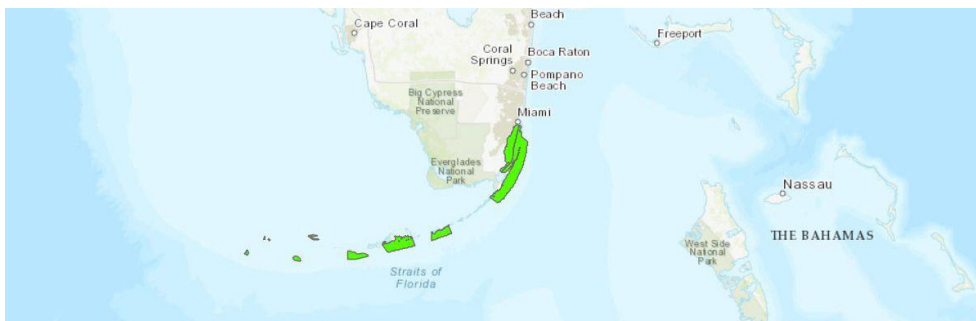 Beach
Cape Coral
Freeport
Coral
Springs
Boca Raton
Pompano
Beach
Big Cypress
National
Preserve
Miami
Everglades
National
Park
Nassau
THE BAHAMAS
West Side
National
Park
Straits of
Florida